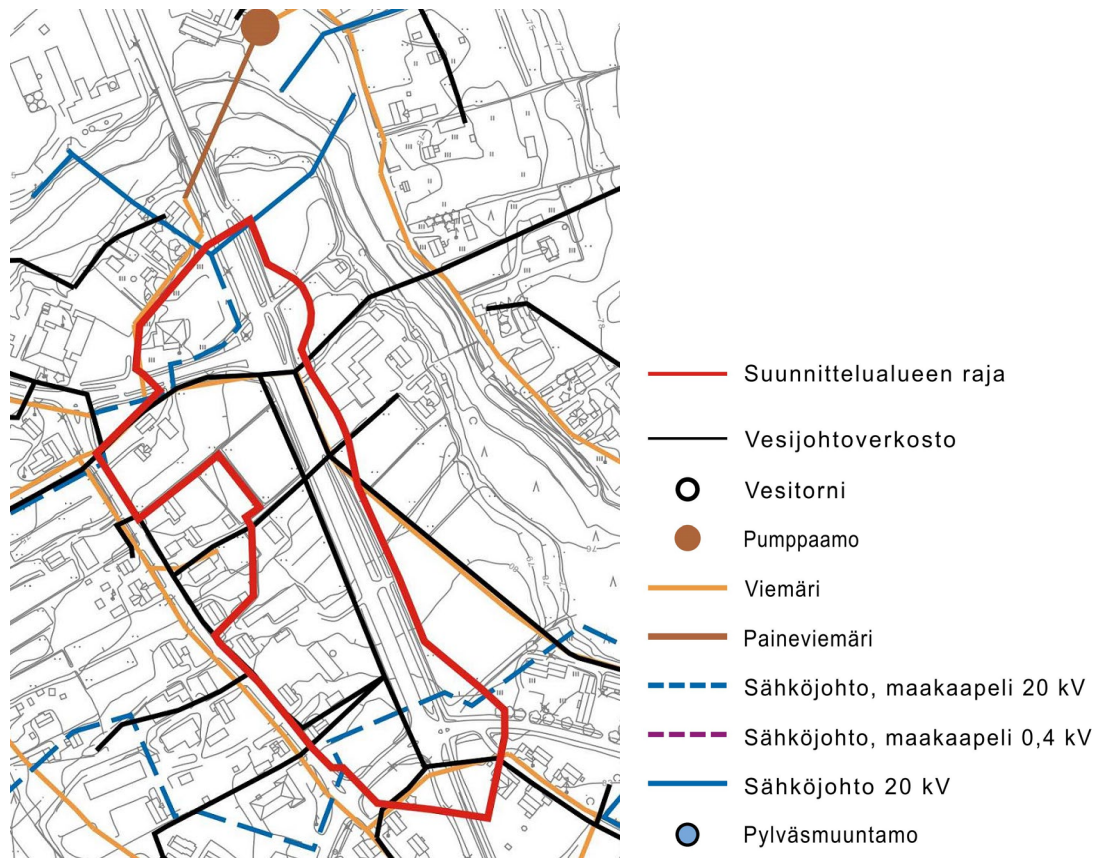 Suunnittelualueen raja
Vesijohtoverkosto
Vesitorni
Pumppaamo
Viemäri
Paineviemäri
Sähköjohto, maakaapeli 20 kV
Sähköjohto, maakaapeli 0,4 kV
Sähköjohto 20 kV
Pylväsmuuntamo